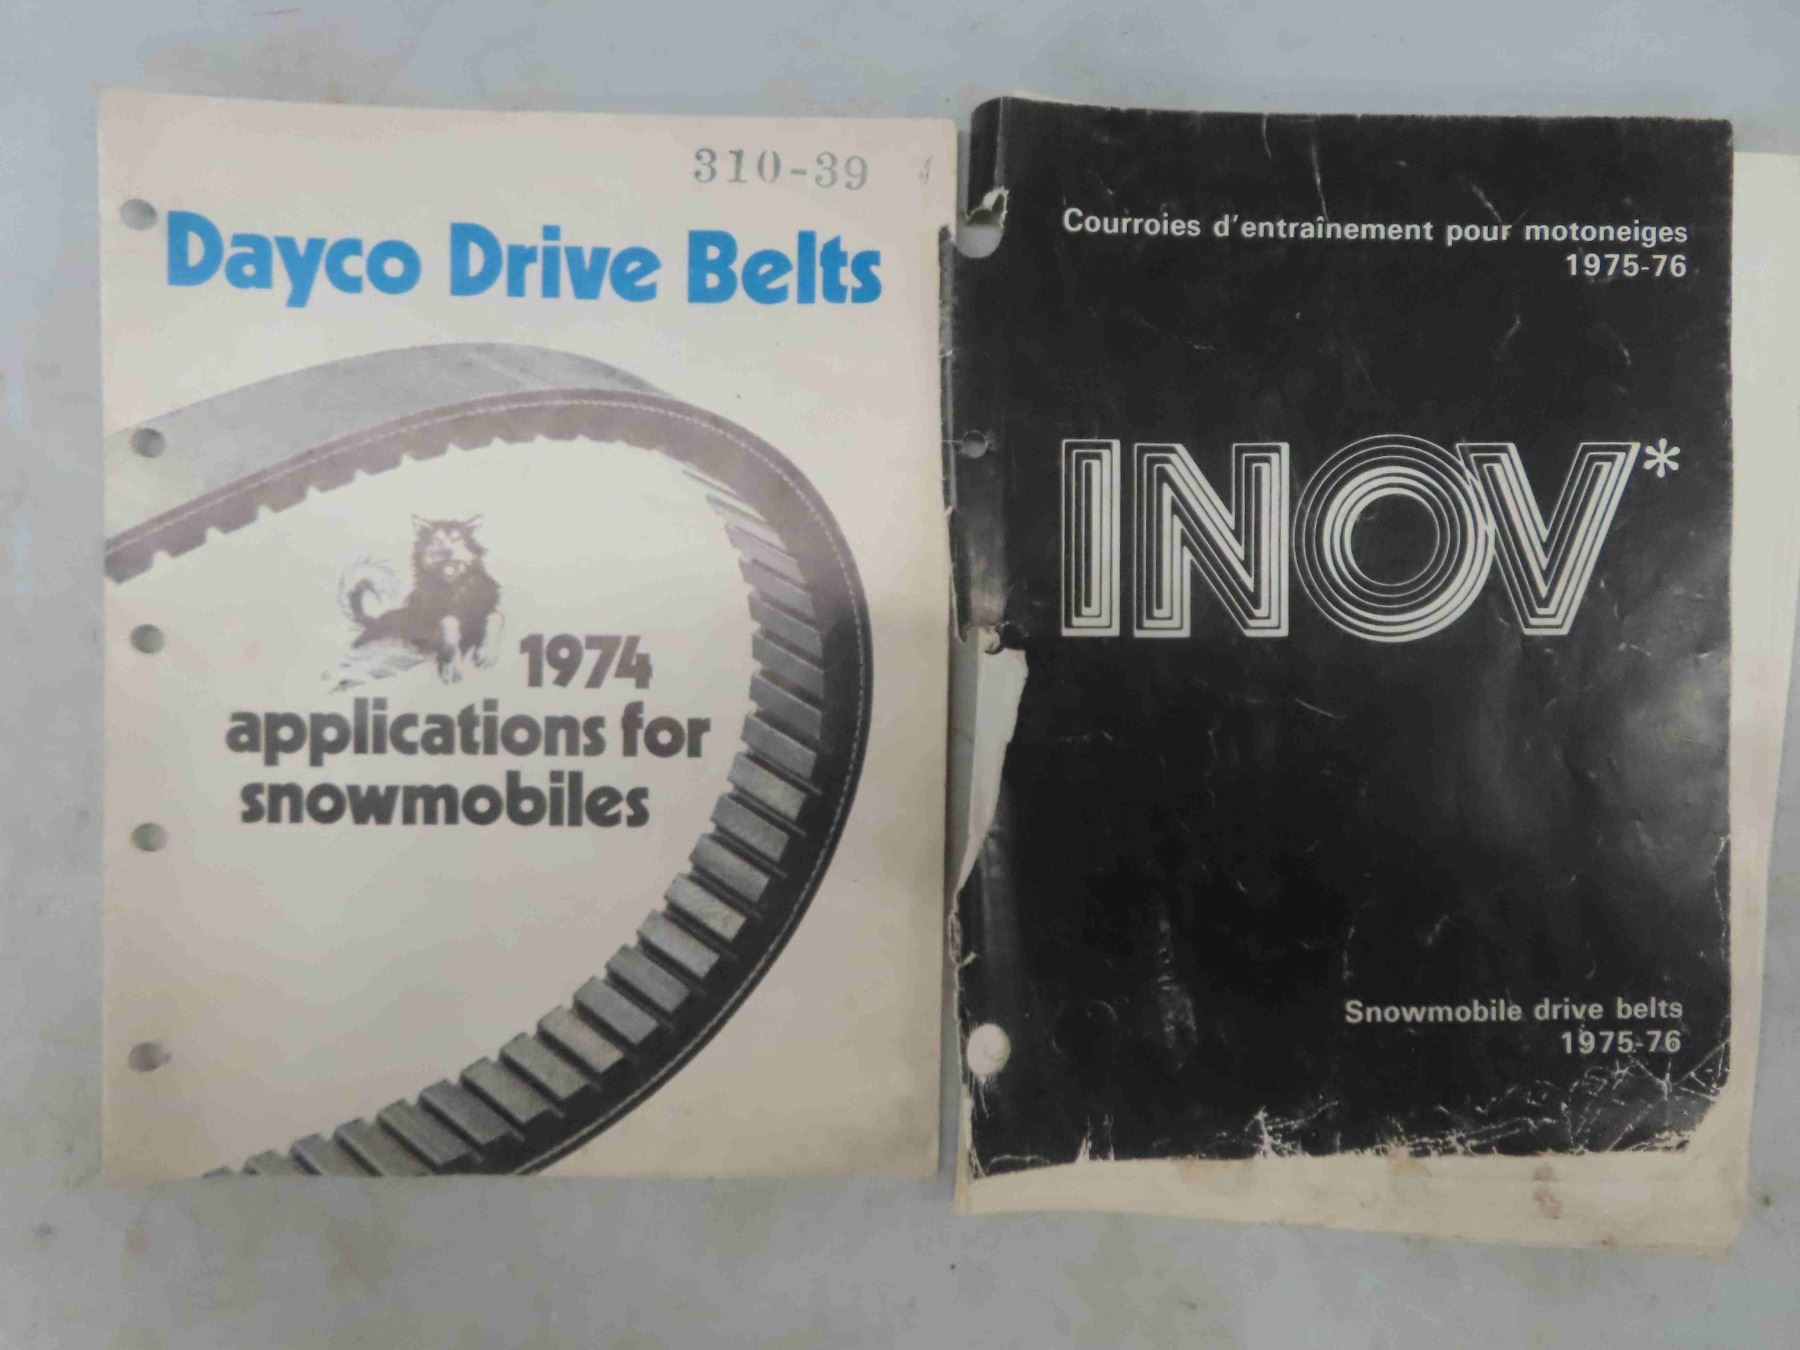 310-39
Dayco Drive Belts
1974
applications for
snowmobiles
Courroies d'entraînement pour motoneiges
1975-76
INOV*
Snowmobile drive belts
1975-76